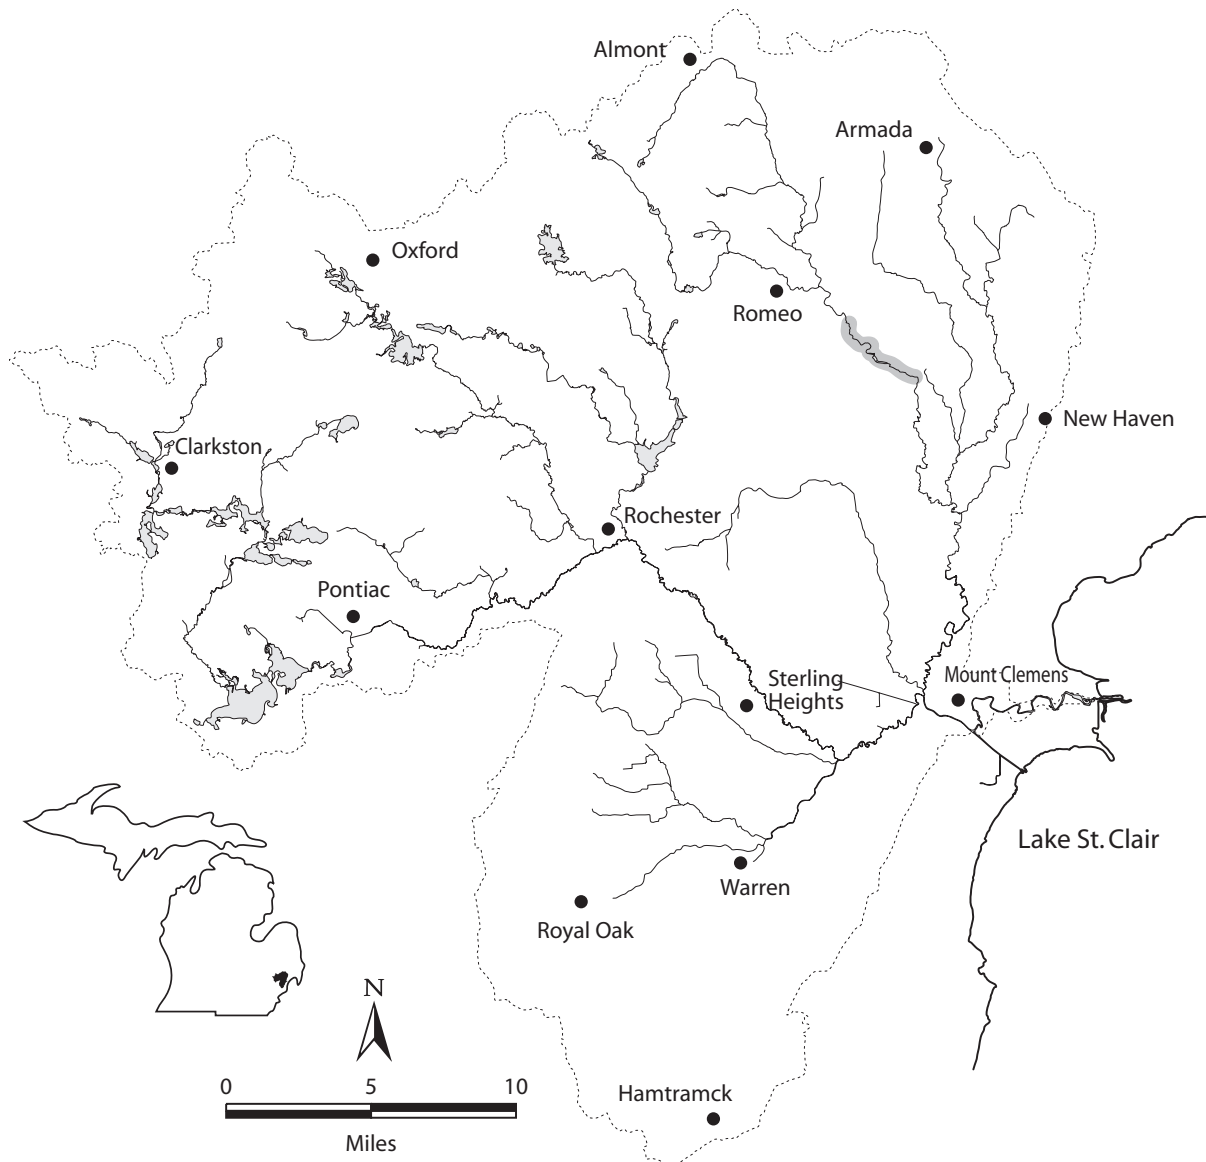 Almont
Armada
Oxford
Romeo
New Haven
Clarkston
Rochester
Pontiac
Mount Clemens
Sterling
Heights
Lake St. Clair
Warren
Royal Oak
N
0 5 10
Miles
Hamtramck